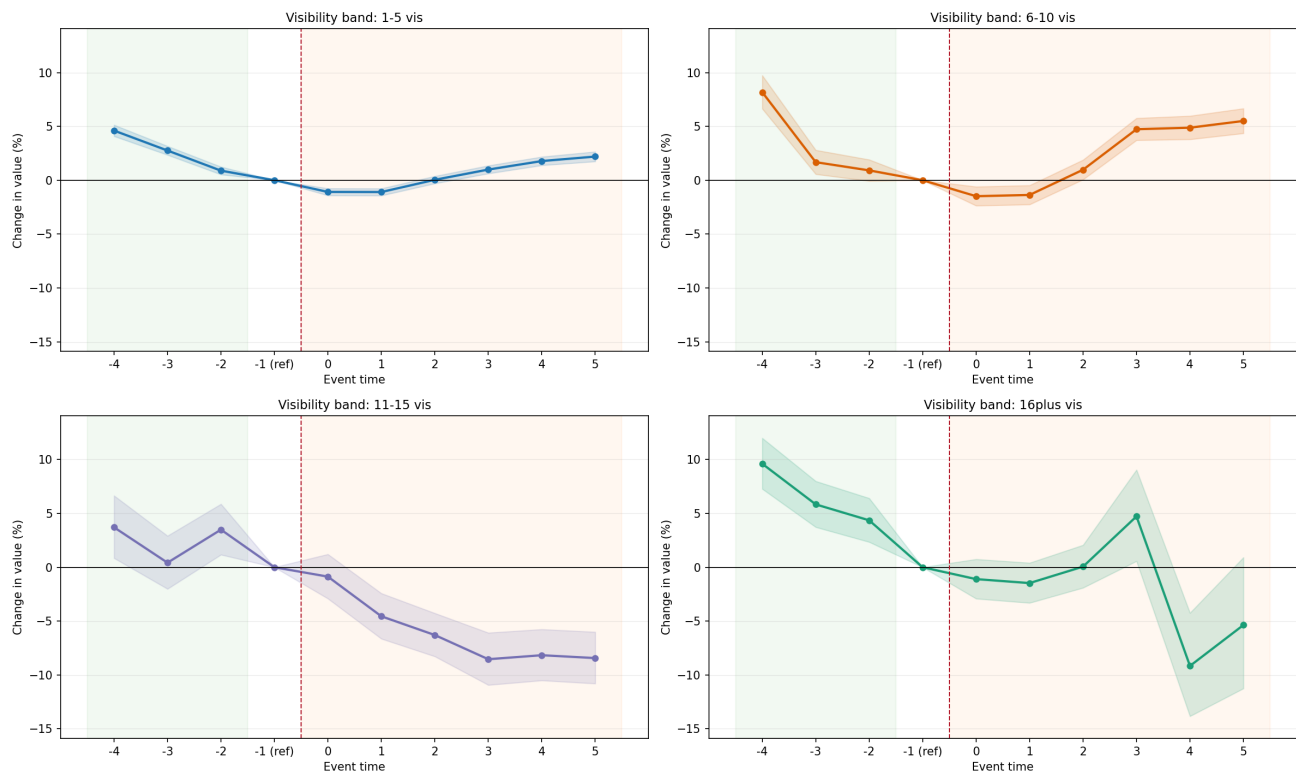 Visibility band: 1-5 vis
Change in value (%)
10
5
0
−5
−10
−15
-4 -3 -2 -1 (ref) 0 1 2 3 4 5
Event time
Visibility band: 6-10 vis
Change in value (%)
10
5
0
−5
−10
−15
-4 -3 -2 -1 (ref) 0 1 2 3 4 5
Event time
Visibility band: 11-15 vis
Change in value (%)
10
5
0
−5
−10
−15
-4 -3 -2 -1 (ref) 0 1 2 3 4 5
Event time
Visibility band: 16plus vis
Change in value (%)
10
5
0
−5
−10
−15
-4 -3 -2 -1 (ref) 0 1 2 3 4 5
Event time